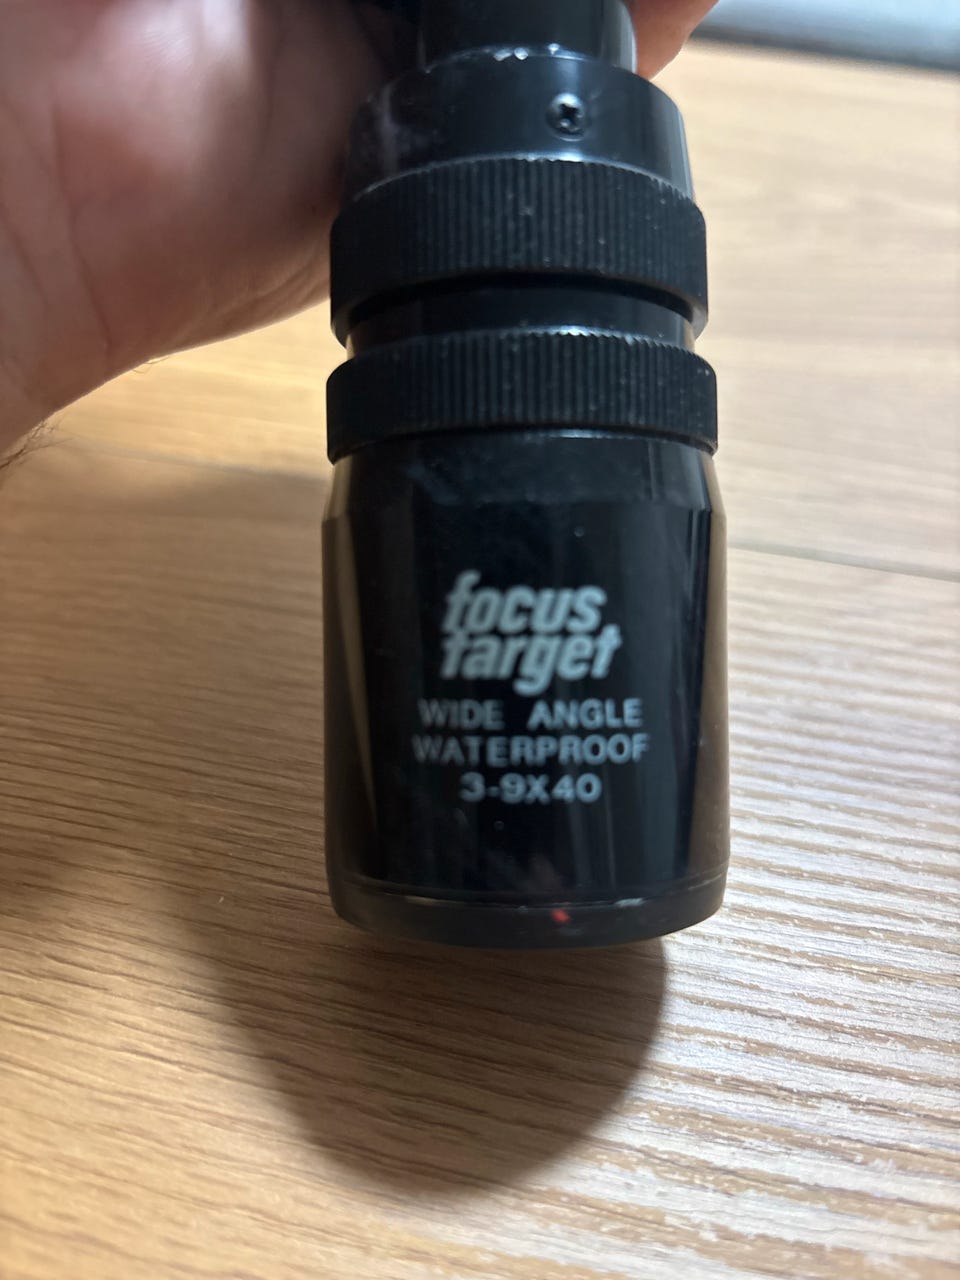 focus
target
WIDE ANGLE
WATERPROOF
3-9X40